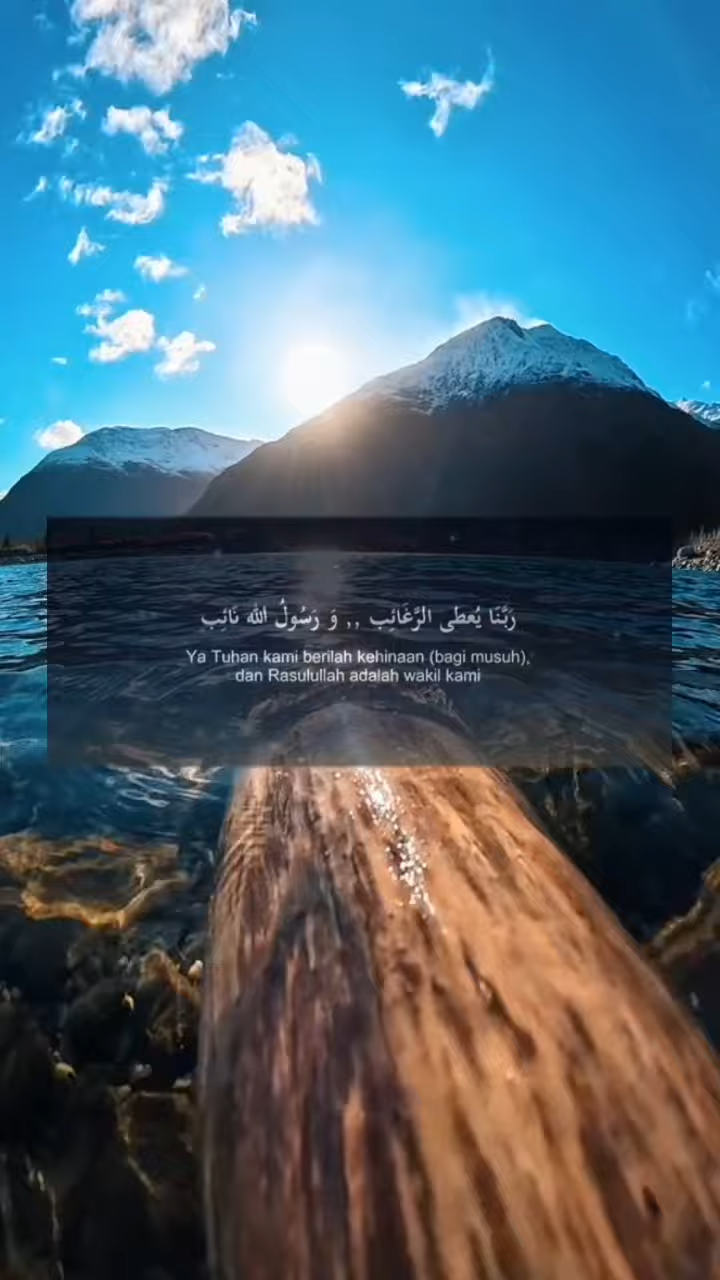 رَبَّنَا يُعطى الرَّغَائِب ,, وَ رَسُولُ الله نَائِب
Ya Tuhan kami berilah kehinaan (bagi musuh),
dan Rasulullah adalah wakil kami